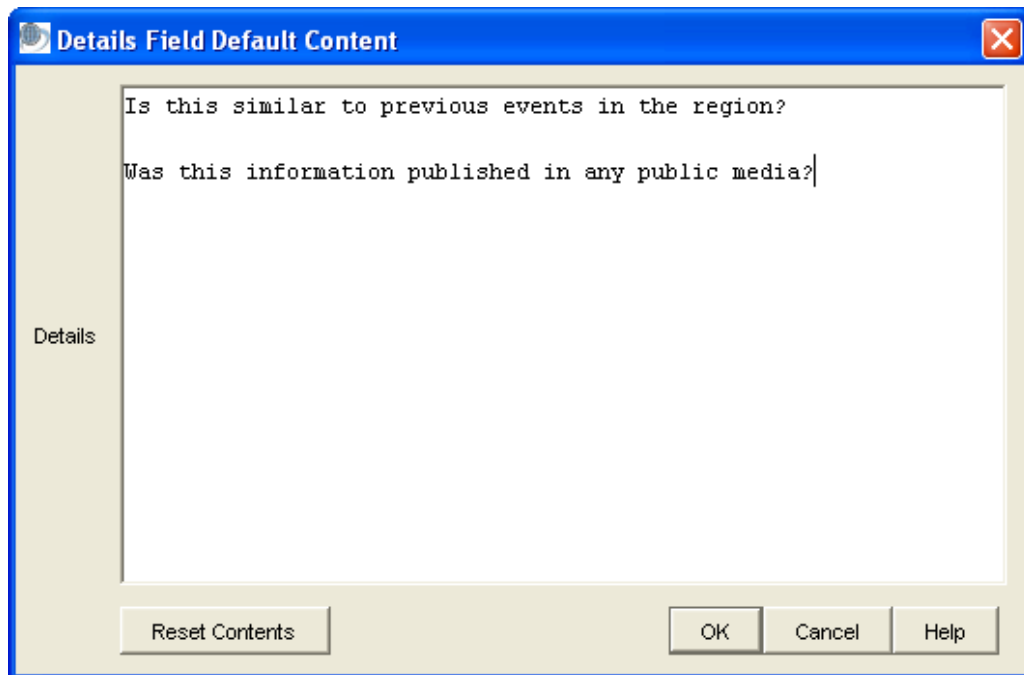 Details Field Default Content
Is this similar to previous events in the region?
Was this information published in any public media?
Details
Reset Contents
OK
Cancel
Help